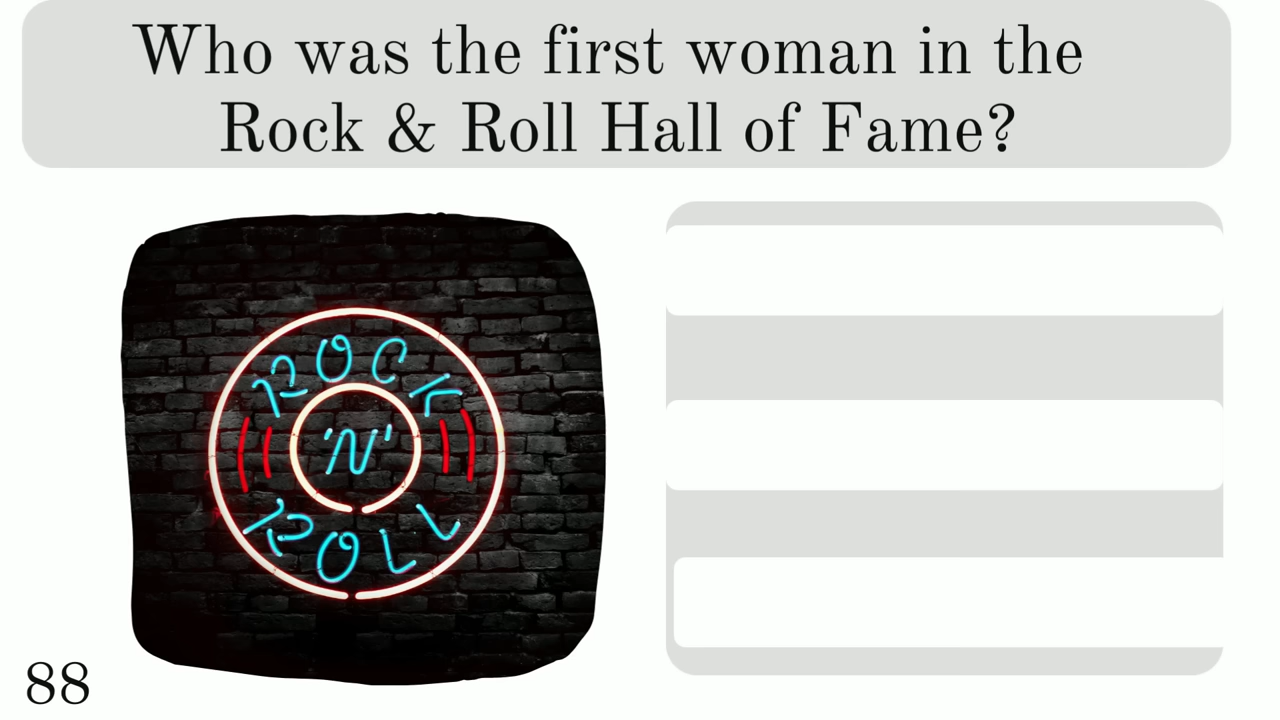 Who was the first woman in the
Rock & Roll Hall of Fame?
ROCK
'N'
ROLL
88